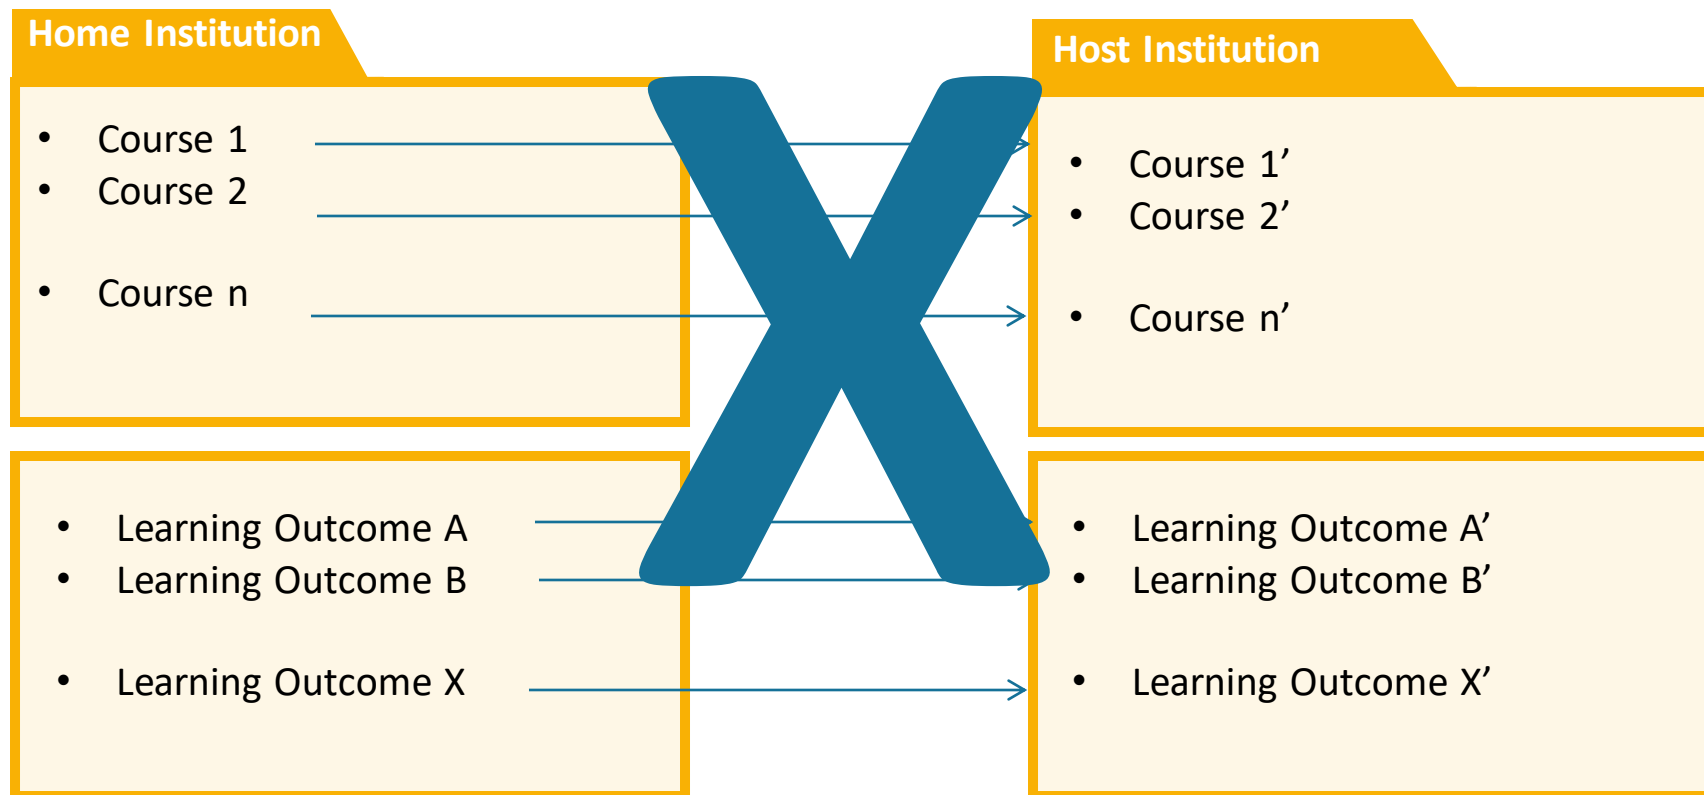 Home Institution
• Course 1
• Course 2
• Course n
Host Institution
• Course 1’
• Course 2’
• Course n’
• Learning Outcome A
• Learning Outcome B
• Learning Outcome X
• Learning Outcome A’
• Learning Outcome B’
• Learning Outcome X’
X